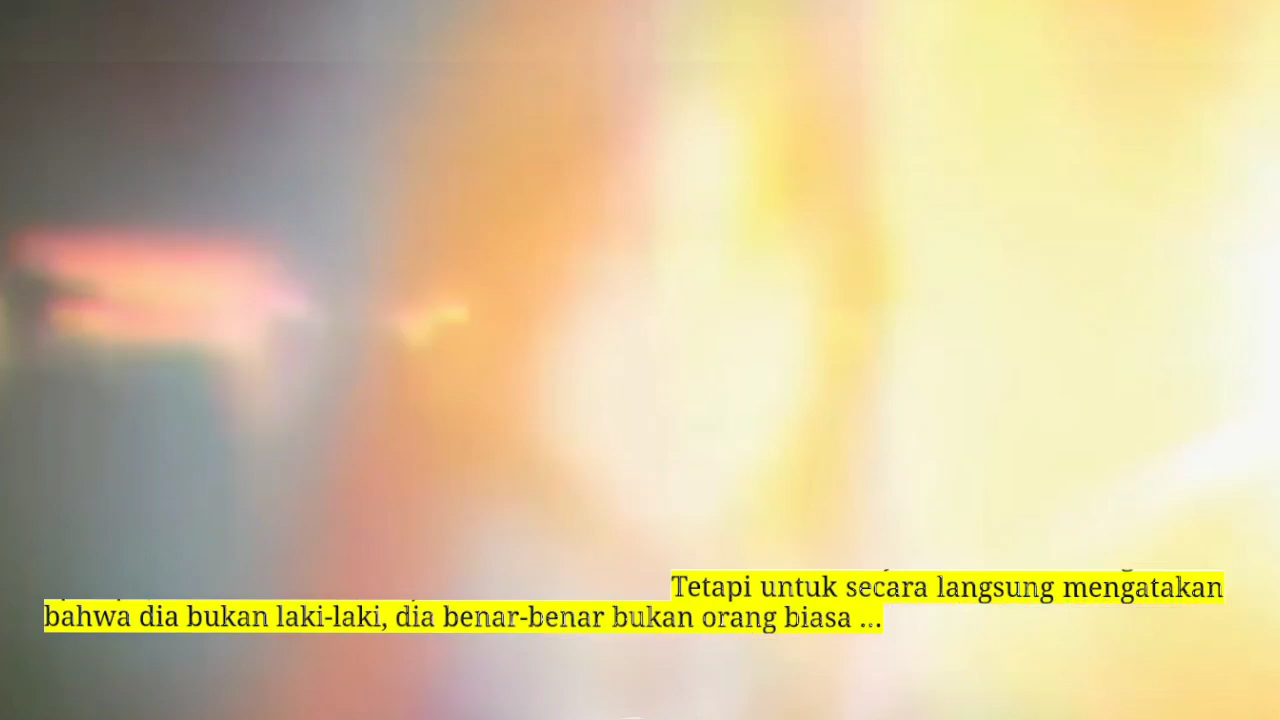 Tetapi untuk secara langsung mengatakan
bahwa dia bukan laki-laki, dia benar-benar bukan orang biasa ...